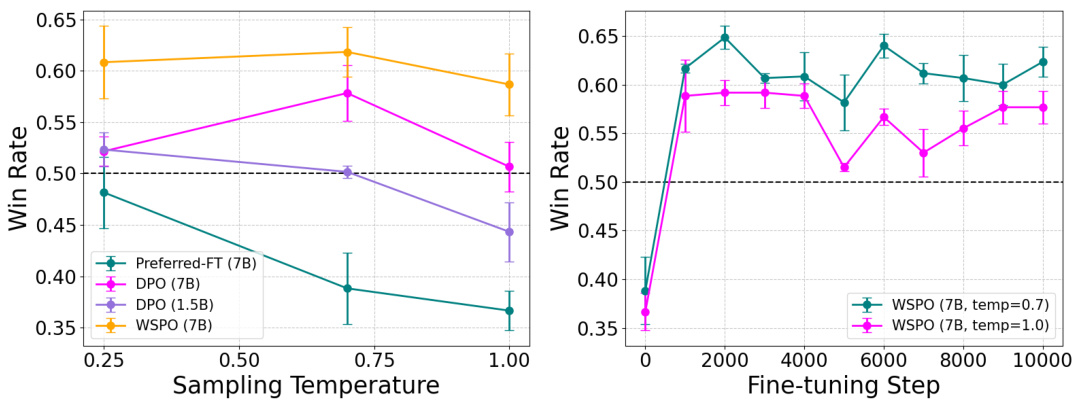 Win Rate
0.65
0.60
0.55
0.50
0.45
0.40
0.35
Preferred-FT (7B)
DPO (7B)
DPO (1.5B)
WSPO (7B)
0.25
0.50
0.75
1.00
Sampling Temperature
Win Rate
0.65
0.60
0.55
0.50
0.45
0.40
0.35
WSPO (7B, temp=0.7)
WSPO (7B, temp=1.0)
0
2000
4000
6000
8000
10000
Fine-tuning Step